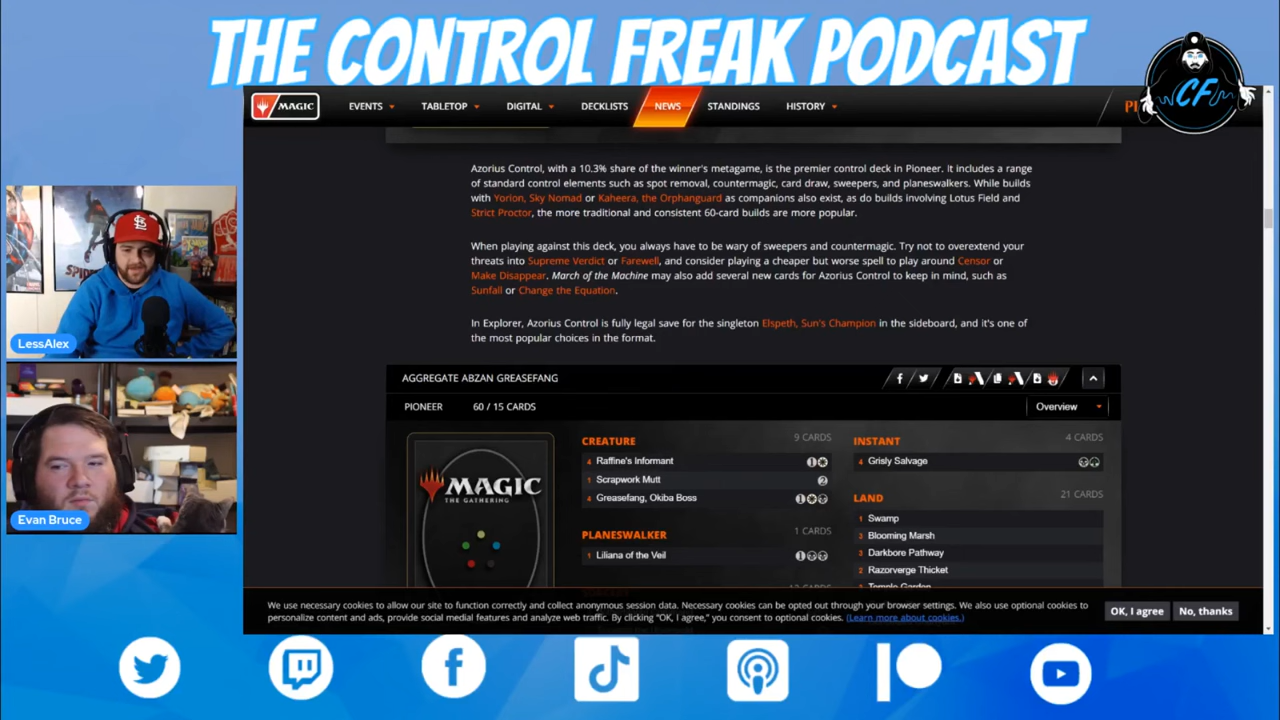 THE CONTROL FREAK PODCAST
CF
MAGIC
EVENTS
TABLETOP
DIGITAL
DECKLISTS
NEWS
STANDINGS
HISTORY
Azorius Control, with a 10.3% share of the winner's metagame, is the premier control deck in Pioneer. It includes a range
of standard control elements such as spot removal, countermagic, card draw, sweepers, and planeswalkers. While builds
with Yorion, Sky Nomad or Kaheera, the Orphanguard as companions also exist, as do builds involving Lotus Field and
Strict Proctor, the more traditional and consistent 60-card builds are more popular.
When playing against this deck, you always have to be wary of sweepers and countermagic. Try not to overextend your
threats into Supreme Verdict or Farewell, and consider playing a cheaper but worse spell to play around Censor or
Make Disappear. March of the Machine may also add several new cards for Azorius Control to keep in mind, such as
Sunfall or Change the Equation.
In Explorer, Azorius Control is fully legal save for the singleton Elspeth, Sun's Champion in the sideboard, and it's one of
the most popular choices in the format.
LessAlex
Evan Bruce
AGGREGATE ABZAN GREASEFANG
PIONEER 60 / 15 CARDS
Overview
MAGIC
THE GATHERING
CREATURE 9 CARDS
4 Raffine's Informant 1
1 Scrapwork Mutt 2
4 Greasefang, Okiba Boss 1
PLANESWALKER 1 CARDS
1 Liliana of the Veil 1
INSTANT 4 CARDS
4 Grisly Salvage
LAND 21 CARDS
1 Swamp
2 Blooming Marsh
3 Darkbore Pathway
2 Razorverge Thicket
Temple Garden
We use necessary cookies to allow our site to function correctly and collect anonymous session data. Necessary cookies can be opted out through your browser settings. We also use optional cookies to
personalize content and ads, provide social media features and analyze web traffic. By clicking "OK, I agree," you consent to optional cookies. (Learn more about cookies.)
OK, I agree
No, thanks